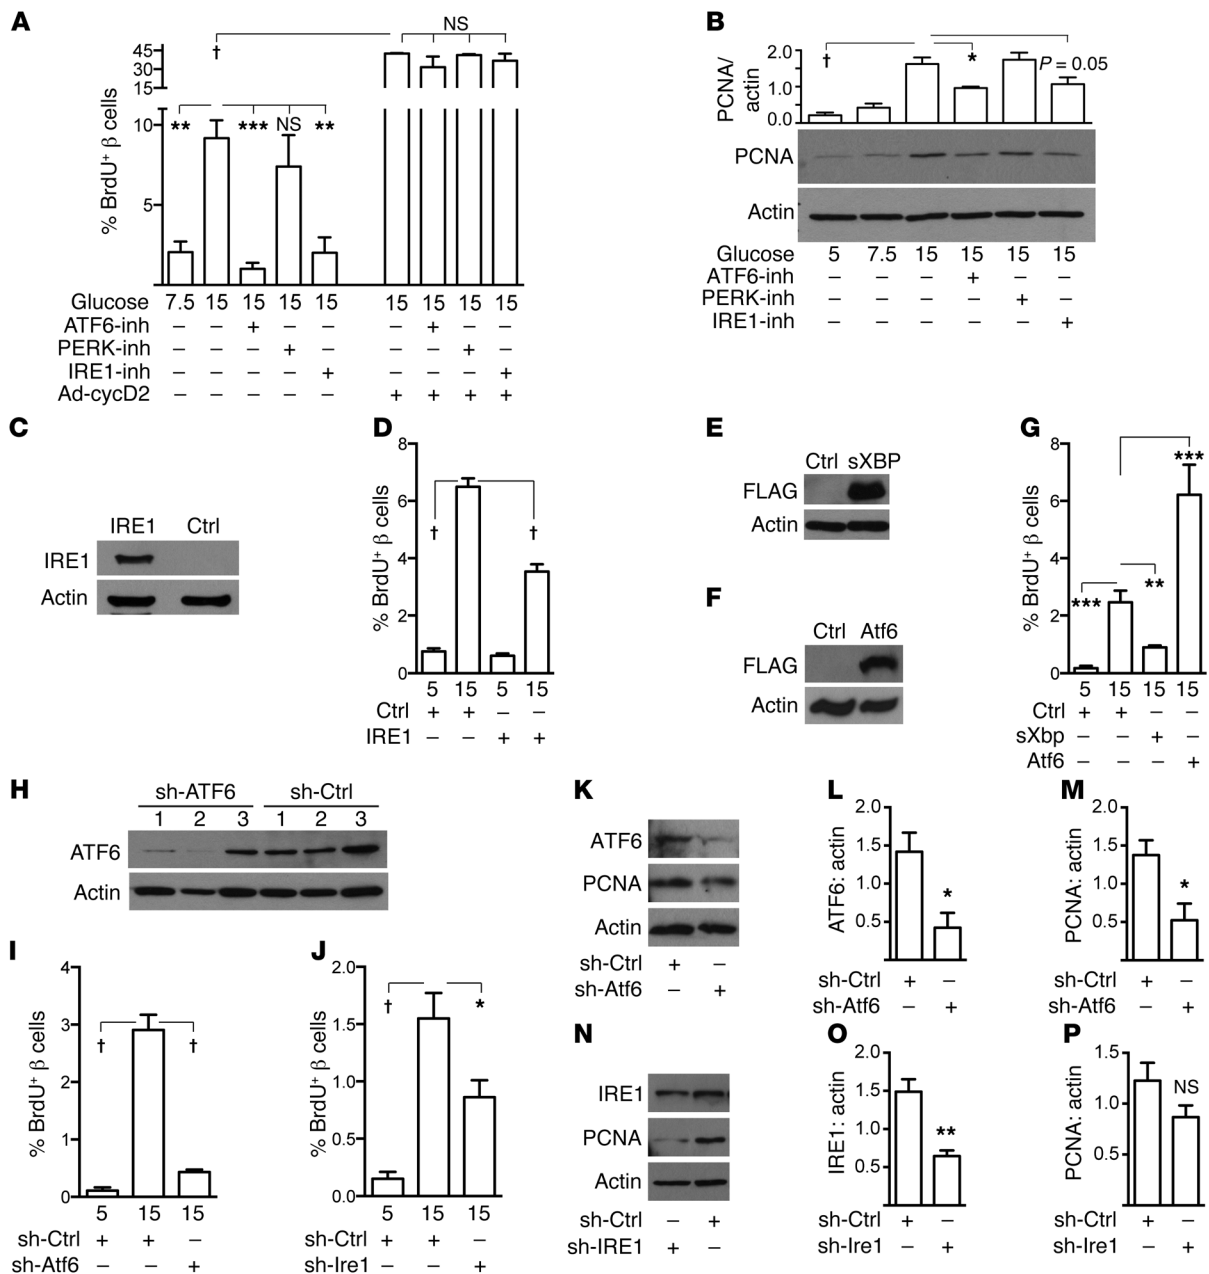 A
NS
†
45
30
15
** *** NS **
10
5
% BrdU⁺ β cells
Glucose 7.5 15 15 15 15 15 15 15 15
ATF6-inh – – + – – – + – –
PERK-inh – – – + – – – + –
IRE1-inh – – – – + – – – +
Ad-cycD2 – – – – – + + + +
B
2.0
1.0
0.0
PCNA/
actin
† * P = 0.05
PCNA
Actin
Glucose 5 7.5 15 15 15 15
ATF6-inh – – – + – –
PERK-inh – – – – + –
IRE1-inh – – – – – +
C
IRE1 Ctrl
IRE1
Actin
D
8
6
4
2
0
% BrdU⁺ β cells
† †
5 15 5 15
Ctrl + + – –
IRE1 – – + +
E
Ctrl sXBP
FLAG
Actin
F
Ctrl Atf6
FLAG
Actin
G
8
6
4
2
0
% BrdU⁺ β cells
*** ** ***
5 15 15 15
Ctrl + + – –
sXbp – – + –
Atf6 – – – +
H
sh-ATF6 sh-Ctrl
1 2 3 1 2 3
ATF6
Actin
I
4
3
2
1
0
% BrdU⁺ β cells
† †
5 15 15
sh-Ctrl + + –
sh-Atf6 – – +
J
2.0
1.5
1.0
0.5
0.0
% BrdU⁺ β cells
† *
5 15 15
sh-Ctrl + + –
sh-Ire1 – – +
K
ATF6
PCNA
Actin
sh-Ctrl + –
sh-Atf6 – +
L
2.0
1.5
1.0
0.5
ATF6: actin
*
sh-Ctrl + –
sh-Atf6 – +
M
2.0
1.5
1.0
0.5
PCNA: actin
*
sh-Ctrl + –
sh-Atf6 – +
N
IRE1
PCNA
Actin
sh-Ctrl – +
sh-IRE1 + –
O
2.0
1.5
1.0
0.5
IRE1: actin
**
sh-Ctrl + –
sh-Ire1 – +
P
1.5
1.0
0.5
PCNA: actin
NS
sh-Ctrl + –
sh-Ire1 – +